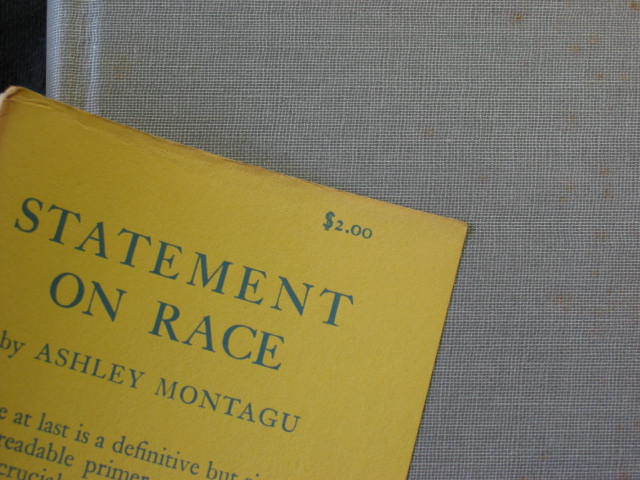 $2.00
STATEMENT
ON RACE
by ASHLEY MONTAGU
at last is a definitive but
readable primer